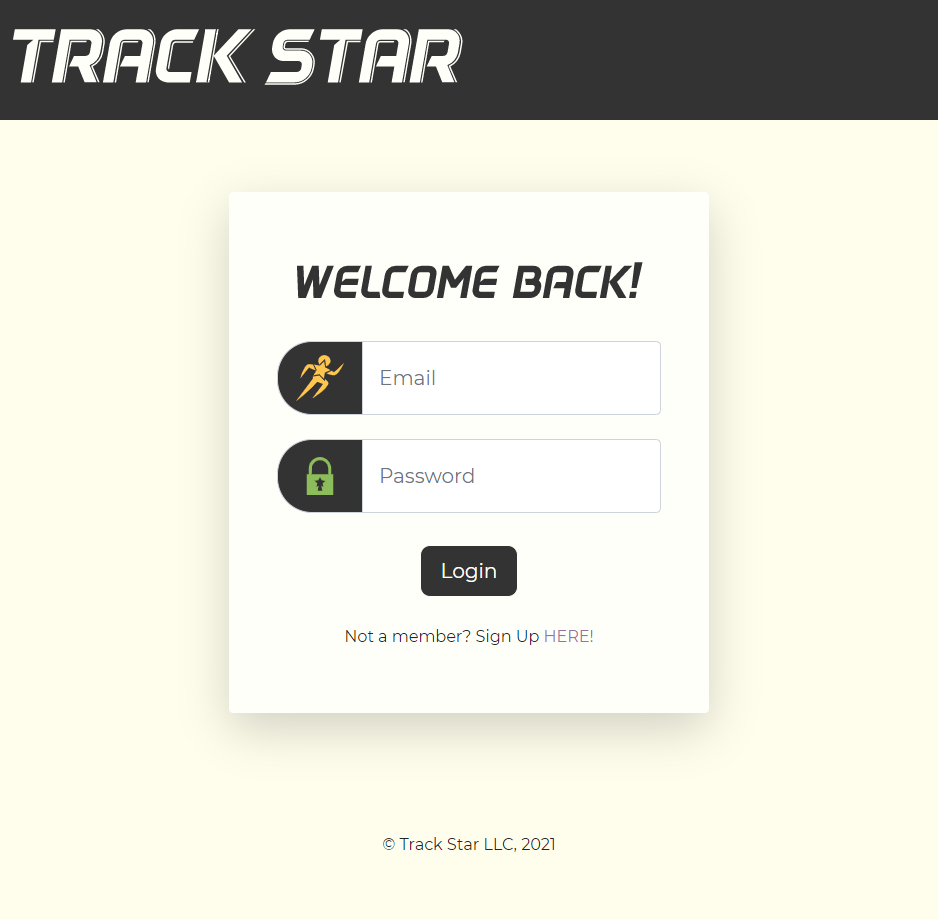 TRACK STAR
WELCOME BACK!
Email
Password
Login
Not a member? Sign Up HERE!
© Track Star LLC, 2021